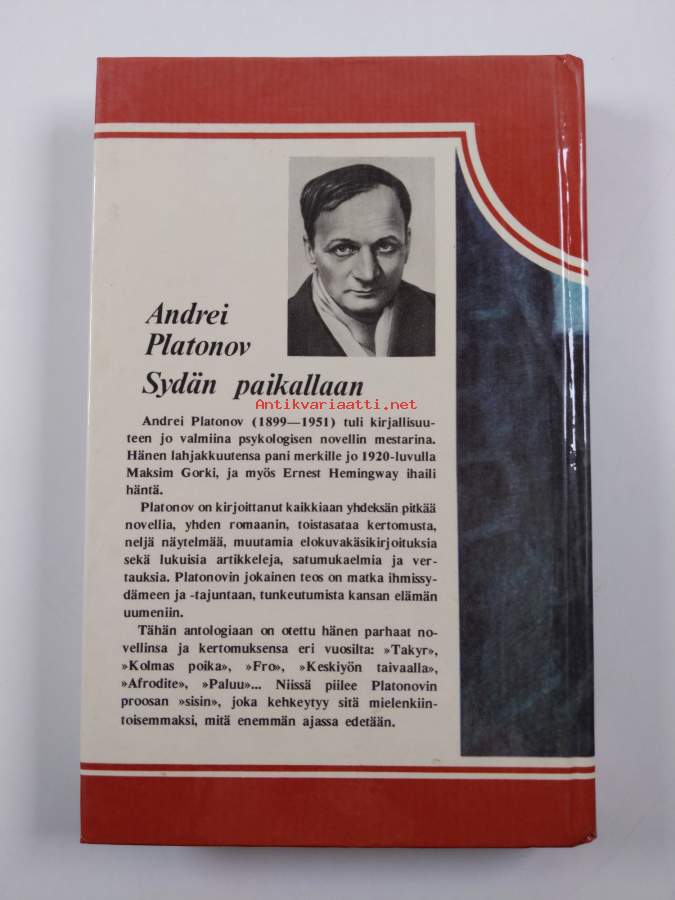 Andrei
Platonov
Sydän paikallaan
Antikvariaatti.net
Andrei Platonov (1899—1951) tuli kirjallisuu-
teen jo valmiina psykologisen novellin mestarina.
Hänen lahjakkuutensa pani merkille jo 1920-luvulla
Maksim Gorki, ja myös Ernest Hemingway ihaili
häntä.
Platonov on kirjoittanut kaikkiaan yhdeksän pitkää
novellia, yhden romaanin, toistasataa kertomusta,
neljä näytelmää, muutamia elokuvakäsikirjoituksia
sekä lukuisia artikkeleja, satumukaelmia ja ver-
tauksia. Platonovin jokainen teos on matka ihmissy-
dämeen ja -tajuntaan, tunkeutumista kansan elämän
uumeniin.
Tähän antologiaan on otettu hänen parhaat no-
vellinsa ja kertomuksensa eri vuosilta: »Takyr»,
»Kolmas poika», »Fro», »Keskiyön taivaalla»,
»Afrodite», »Paluu»... Niissä piilee Platonovin
proosan »sisin», joka kehkeytyy sitä mielenkiin-
toisemmaksi, mitä enemmän ajassa edetään.